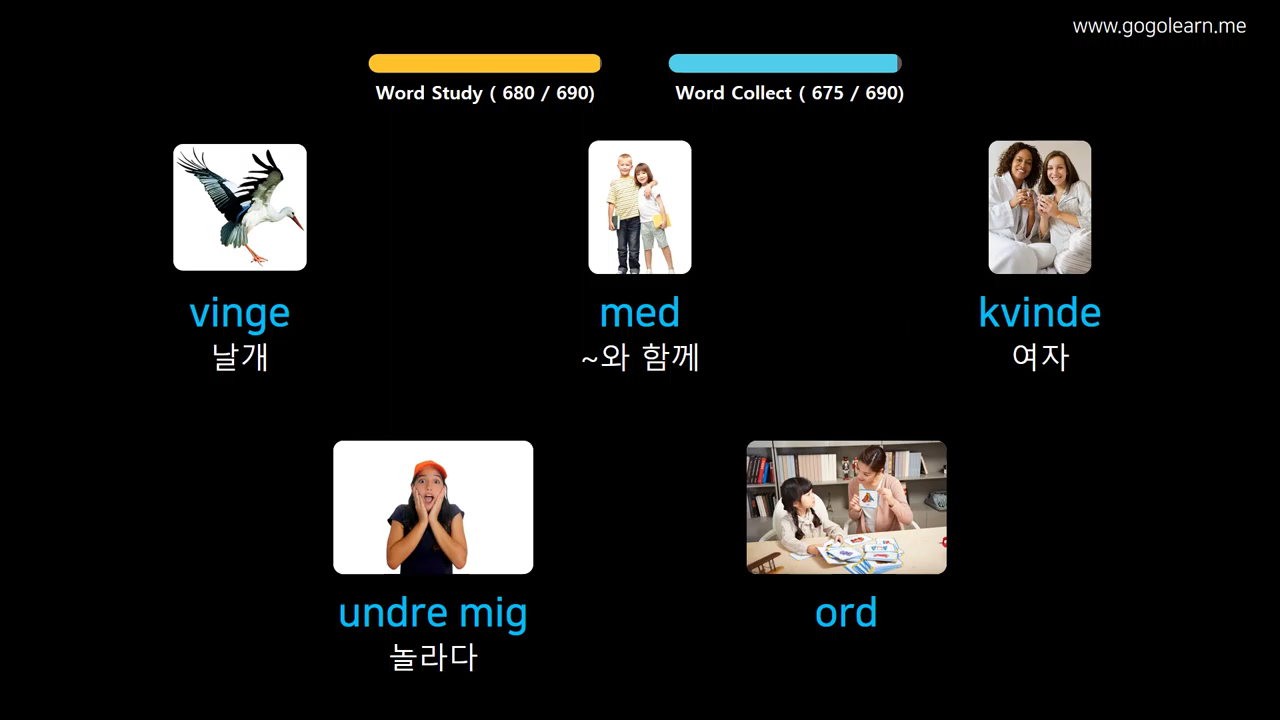 www.gogolearn.me
Word Study ( 680 / 690)
Word Collect ( 675 / 690)
vinge
날개
med
~와 함께
kvinde
여자
undre mig
놀라다
ord